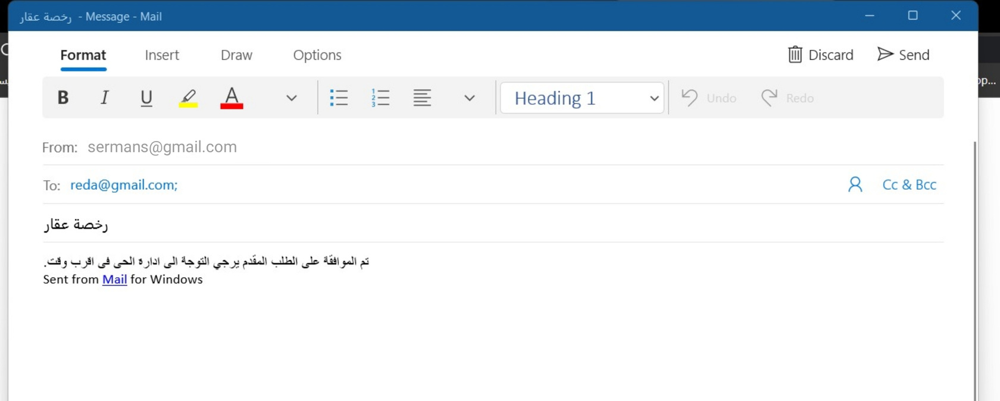 رخصة عقار - Message - Mail
Format Insert Draw Options Discard Send
B I U A Heading 1 Undo Redo
From: sermans@gmail.com
To: reda@gmail.com; Cc & Bcc
رخصة عقار
تم الموافقة على الطلب المقدم يرجي التوجة الى ادارة الحى فى اقرب وقت.
Sent from Mail for Windows